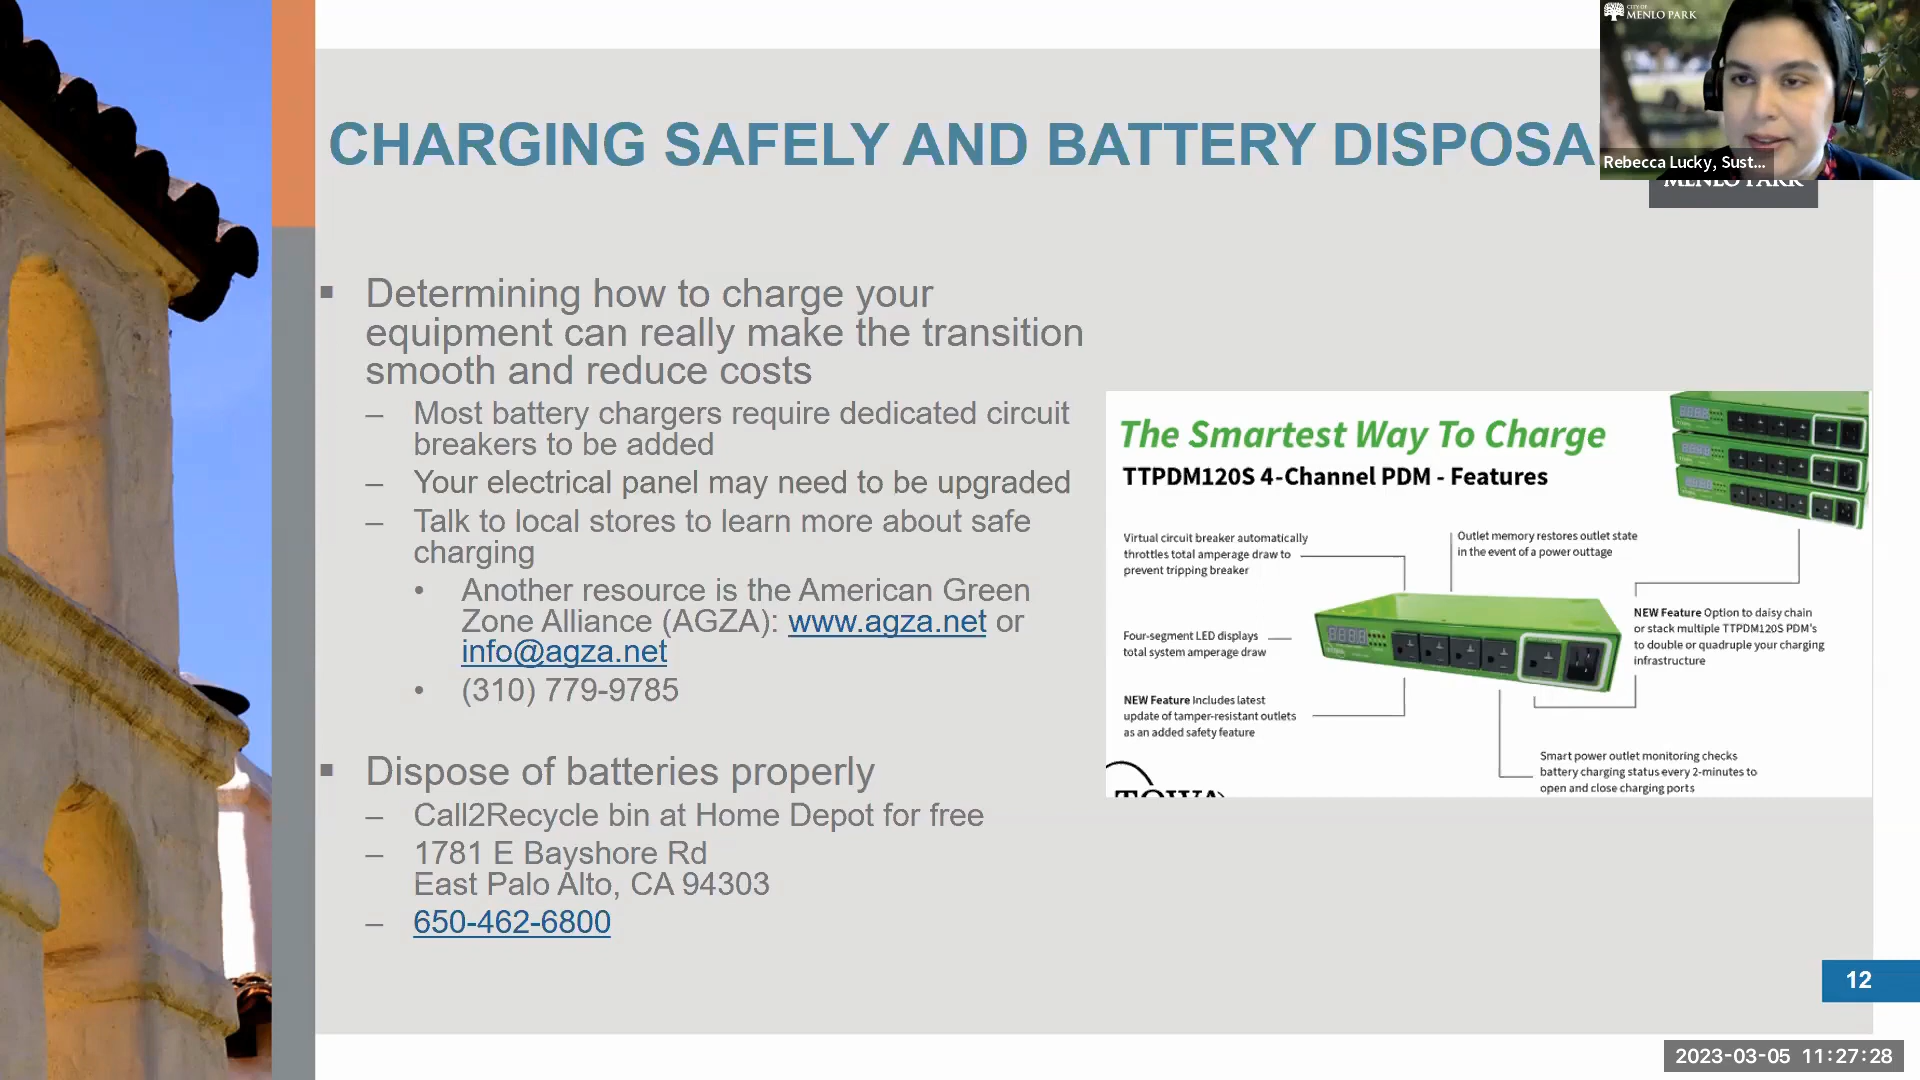 CITY OF
MENLO PARK
CHARGING SAFELY AND BATTERY DISPOSA
Rebecca Lucky, Sust...
MENLO PARK
▪ Determining how to charge your
equipment can really make the transition
smooth and reduce costs
– Most battery chargers require dedicated circuit
breakers to be added
– Your electrical panel may need to be upgraded
– Talk to local stores to learn more about safe
charging
• Another resource is the American Green
Zone Alliance (AGZA): www.agza.net or
info@agza.net
• (310) 779-9785
▪ Dispose of batteries properly
– Call2Recycle bin at Home Depot for free
– 1781 E Bayshore Rd
East Palo Alto, CA 94303
– 650-462-6800
The Smartest Way To Charge
TTPDM120S 4-Channel PDM - Features
Virtual circuit breaker automatically
throttles total amperage draw to
prevent tripping breaker
Outlet memory restores outlet state
in the event of a power outtage
Four-segment LED displays
total system amperage draw
NEW Feature Option to daisy chain
or stack multiple TTPDM120S PDM's
to double or quadruple your charging
infrastructure
NEW Feature Includes latest
update of tamper-resistant outlets
as an added safety feature
Smart power outlet monitoring checks
battery charging status every 2-minutes to
open and close charging ports
12
2023-03-05 11:27:28